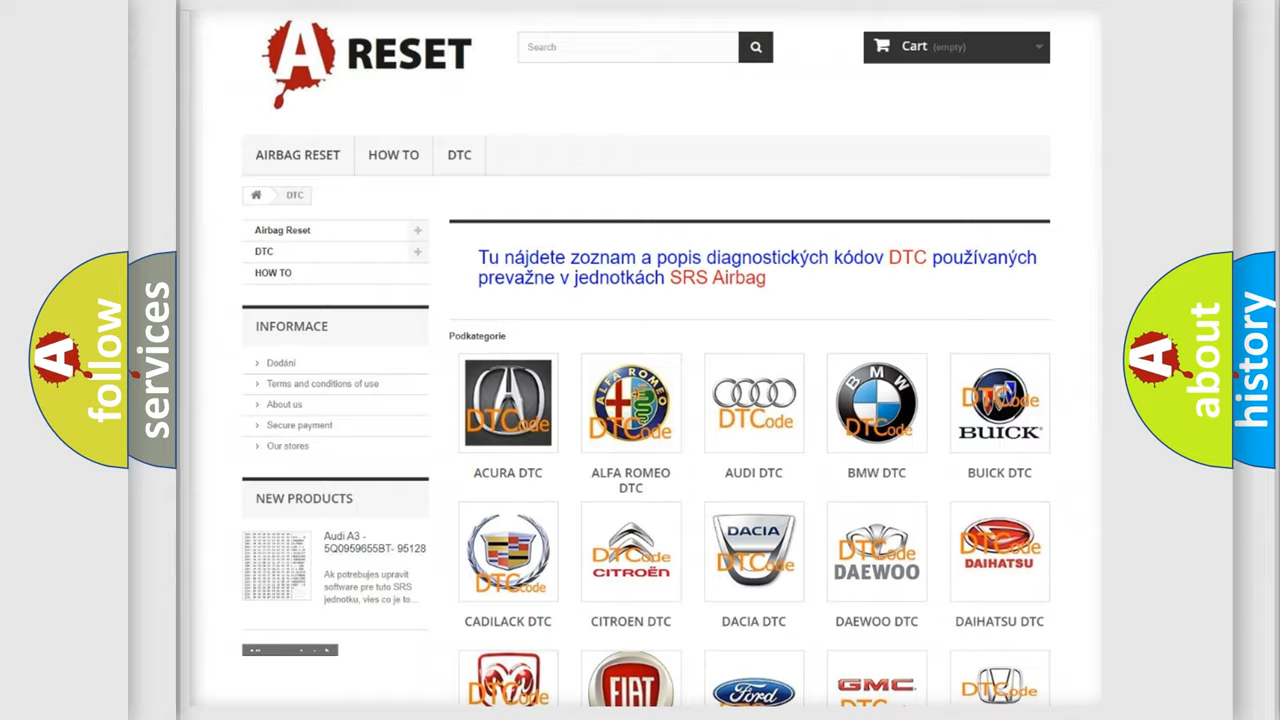 A RESET
Search
Cart (empty)
AIRBAG RESET
HOW TO
DTC
DTC
Airbag Reset
DTC
HOW TO
INFORMACE
Dodání
Terms and conditions of use
About us
Secure payment
Our stores
NEW PRODUCTS
Audi A3 -
5Q0959655BT- 95128
Ak potrebujes upravit
software pre tuto SRS
jednotku, vies co je to...
Tu nájdete zoznam a popis diagnostických kódov DTC používaných
prevažne v jednotkách SRS Airbag
Podkategorie
DTCode
ALFA ROMEO
DTCode
DTCode
BMW
DTCode
DTCode
BUICK
ACURA DTC
ALFA ROMEO
DTC
AUDI DTC
BMW DTC
BUICK DTC
DTCode
DTCode
CITROËN
DACIA
DTCode
DTCode
DAEWOO
DTCode
DAIHATSU
CADILACK DTC
CITROEN DTC
DACIA DTC
DAEWOO DTC
DAIHATSU DTC
DTCode
FIAT
Ford
DTCode
GMC
DTCode
A follow
services
A about
history